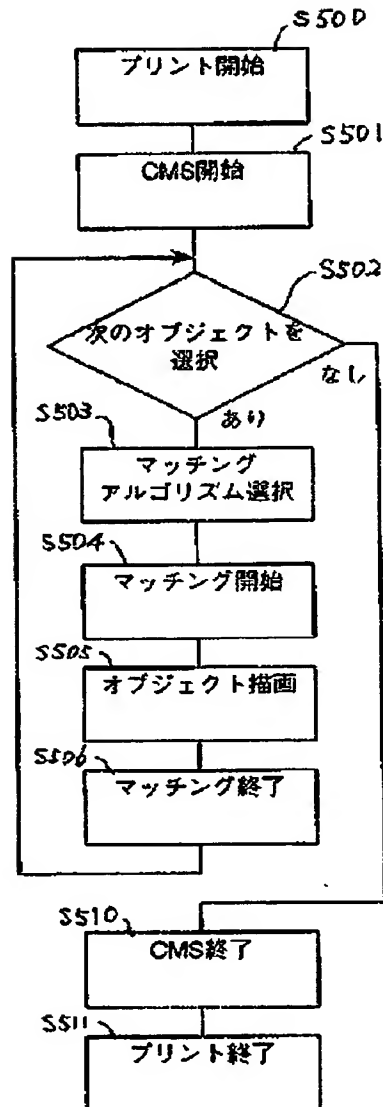 S500
プリント開始
S501
CMS開始
S502
次のオブジェクトを
選択
なし
あり
S503
マッチング
アルゴリズム選択
S504
マッチング開始
S505
オブジェクト描画
S506
マッチング終了
S510
CMS終了
S511
プリント終了